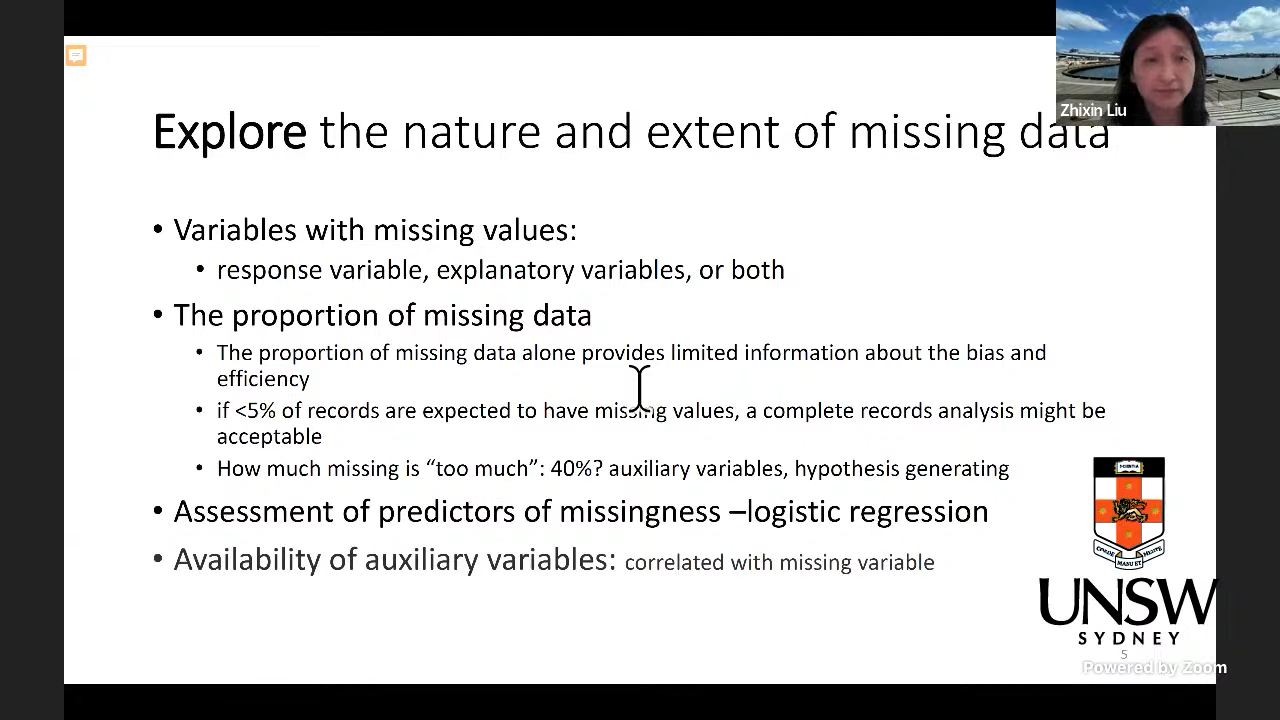 Zhixin Liu
Explore the nature and extent of missing data
• Variables with missing values:
• response variable, explanatory variables, or both
• The proportion of missing data
• The proportion of missing data alone provides limited information about the bias and
efficiency
• if <5% of records are expected to have missing values, a complete records analysis might be
acceptable
• How much missing is “too much”: 40%? auxiliary variables, hypothesis generating
• Assessment of predictors of missingness –logistic regression
• Availability of auxiliary variables: correlated with missing variable
SCIENTIA
MANU ET
UNSW
SYDNEY
5
Powered by Zoom